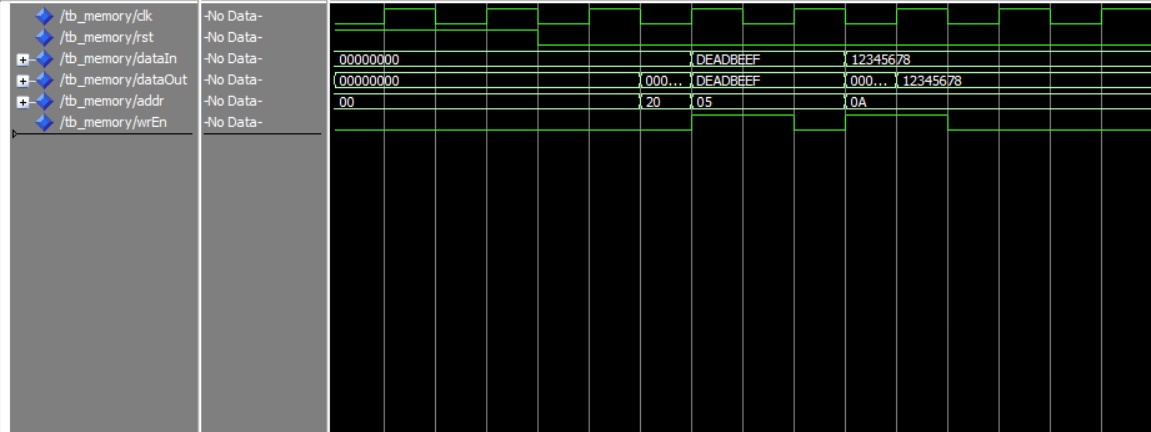 /tb_memory/clk -No Data-
/tb_memory/rst -No Data-
/tb_memory/dataIn -No Data- 00000000 DEADBEEF 12345678
/tb_memory/dataOut -No Data- 00000000 000... DEADBEEF 000... 12345678
/tb_memory/addr -No Data- 00 20 05 0A
/tb_memory/wrEn -No Data-